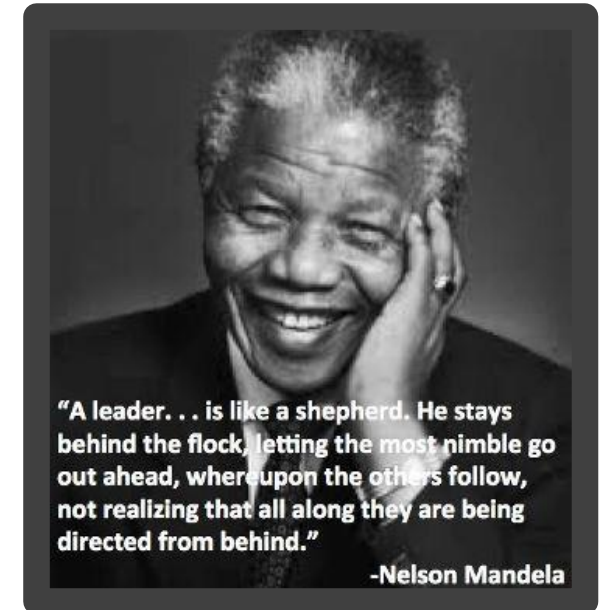 “A leader. . . is like a shepherd. He stays
behind the flock, letting the most nimble go
out ahead, whereupon the others follow,
not realizing that all along they are being
directed from behind.”
-Nelson Mandela